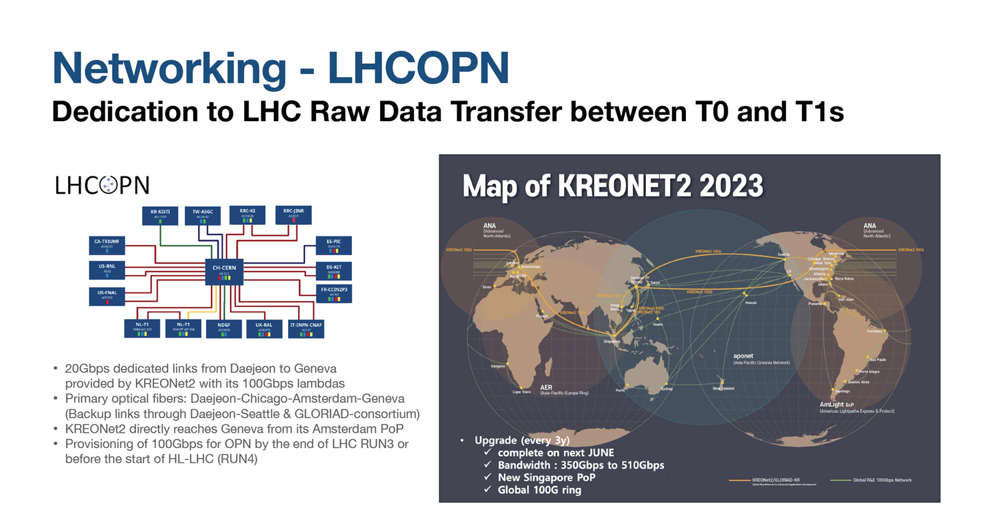 Networking - LHCOPN
Dedication to LHC Raw Data Transfer between T0 and T1s
LHCOPN
KR-KISTI
AS17579
TW-ASGC
AS24167
RRC-KI
AS59624
RRC-JINR
AS2875
CA-TRIUMF
AS36391
ES-PIC
AS43115
US-BNL
AS43
CH-CERN
AS 513
DE-KIT
AS58069
US-FNAL
AS3152
FR-CCIN2P3
AS789
NL-T1
SARA AS1162
NL-T1
NIKHEF AS1104
NDGF
AS39590
UK-RAL
AS43475
IT-INFN-CNAF
AS137
• 20Gbps dedicated links from Daejeon to Geneva
provided by KREONet2 with its 100Gbps lambdas
• Primary optical fibers: Daejeon-Chicago-Amsterdam-Geneva
(Backup links through Daejeon-Seattle & GLORIAD-consortium)
• KREONet2 directly reaches Geneva from its Amsterdam PoP
• Provisioning of 100Gbps for OPN by the end of LHC RUN3 or
before the start of HL-LHC (RUN4)
Map of KREONET2 2023
ANA
(Advanced
North Atlantic)
ANA
(Advanced
North Atlantic)
KREONet2 100G
KREONet2 100G
KREONet2 100G
KREONet2 100G
London
Amsterdam
Paris
CERN
Sines
Daejeon
(Korea)
Tokyo
Hong
Kong
Taipei
Guam
Singapore
Hawaii
Seattle
LA
Montreal
Chicago
Boston
New York
Washington
Atlanta
Jacksonville
Miami
Boca Raton
San Juan
Panama
Fortaleza
Sao Paulo
Porto Alegre
Buenos Aires
Santiago
Sangano
Cape Town
Perth
Sydney
New Zealand
AER
(Asia-Pacific-Europe Ring)
aponet
(Asia Pacific Oceania Network)
AmLight ExP
(Americas Lightpaths Express & Protect)
• Upgrade (every 3y)
✓ complete on next JUNE
✓ Bandwidth : 350Gbps to 510Gbps
✓ New Singapore PoP
✓ Global 100G ring
KREONET2/GLORIAD-KR
Global Ring Network for Advanced Applications Development
Global R&E 100Gbps Network